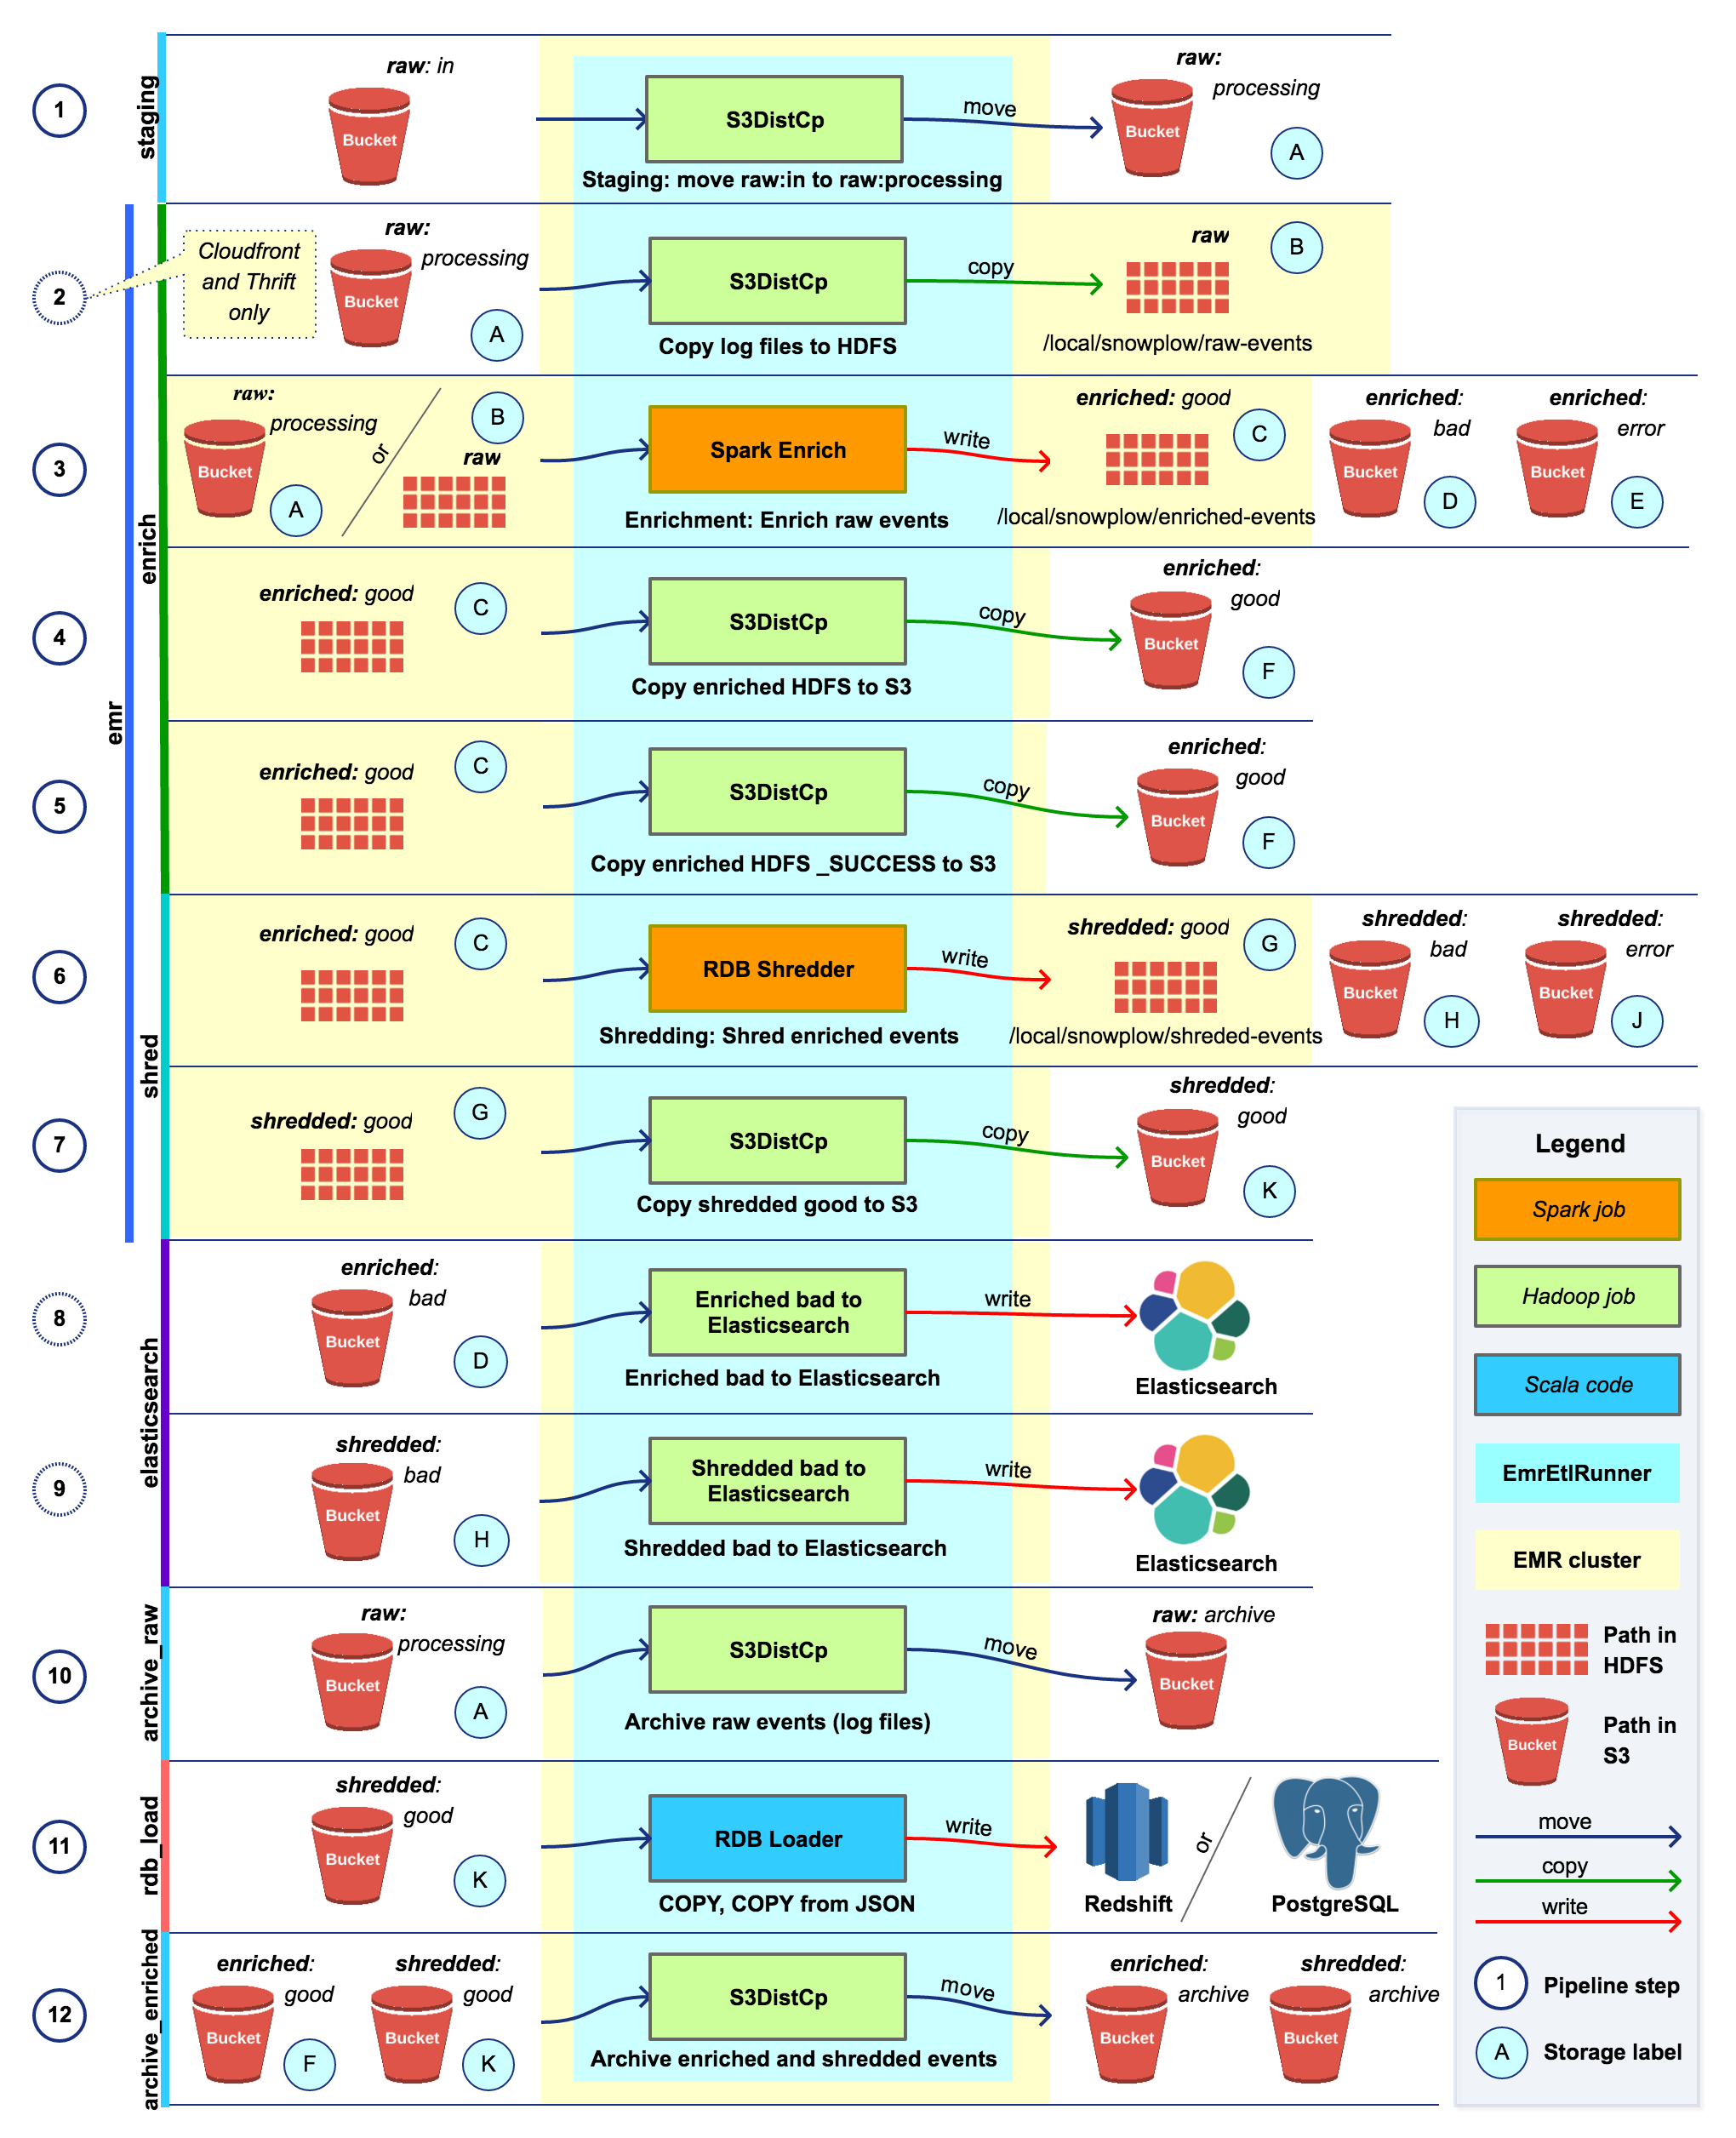 staging
1
raw: in
Bucket
S3DistCp
Staging: move raw:in to raw:processing
move
raw:
processing
Bucket
A
emr
enrich
2
Cloudfront
and Thrift
only
raw:
processing
Bucket
A
S3DistCp
Copy log files to HDFS
copy
raw
B
/local/snowplow/raw-events
3
raw:
processing
Bucket
A
or
B
raw
Spark Enrich
Enrichment: Enrich raw events
write
enriched: good
C
/local/snowplow/enriched-events
enriched:
bad
Bucket
D
enriched:
error
Bucket
E
4
enriched: good
C
S3DistCp
Copy enriched HDFS to S3
copy
enriched:
good
Bucket
F
5
enriched: good
C
S3DistCp
Copy enriched HDFS _SUCCESS to S3
copy
enriched:
good
Bucket
F
shred
6
enriched: good
C
RDB Shredder
Shredding: Shred enriched events
write
shredded: good
G
/local/snowplow/shreded-events
shredded:
bad
Bucket
H
shredded:
error
Bucket
J
7
shredded: good
G
S3DistCp
Copy shredded good to S3
copy
shredded:
good
Bucket
K
elasticsearch
8
enriched:
bad
Bucket
D
Enriched bad to
Elasticsearch
Enriched bad to Elasticsearch
write
Elasticsearch
9
shredded:
bad
Bucket
H
Shredded bad to
Elasticsearch
Shredded bad to Elasticsearch
write
Elasticsearch
archive_raw
10
raw:
processing
Bucket
A
S3DistCp
Archive raw events (log files)
move
raw: archive
Bucket
rdb_load
11
shredded:
good
Bucket
K
RDB Loader
COPY, COPY from JSON
write
Redshift
or
PostgreSQL
archive_enriched
12
enriched:
good
Bucket
F
shredded:
good
Bucket
K
S3DistCp
Archive enriched and shredded events
move
enriched:
archive
Bucket
shredded:
archive
Bucket
Legend
Spark job
Hadoop job
Scala code
EmrEtlRunner
EMR cluster
Path in
HDFS
Bucket
Path in
S3
move
copy
write
1
Pipeline step
A
Storage label